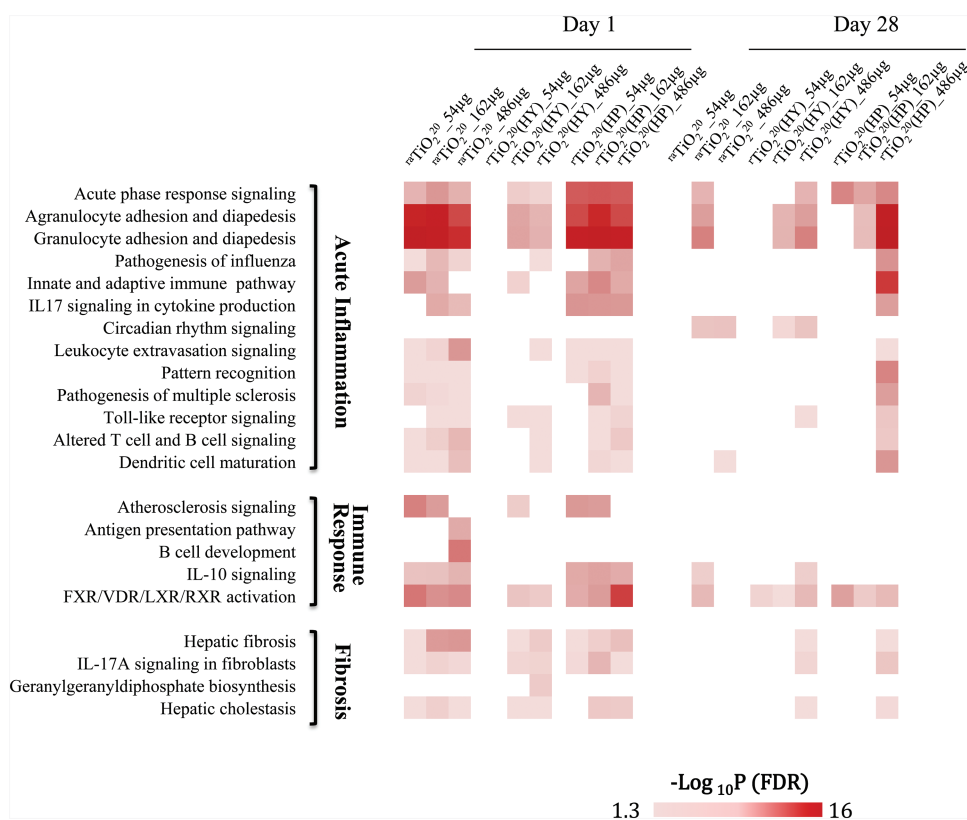 Day 1
Day 28
raTiO2 20_54µg
raTiO2 20_162µg
raTiO2 20_486µg
rTiO2 20(HY)_54µg
rTiO2 20(HY)_162µg
rTiO2 20(HY)_486µg
rTiO2 20(HP)_54µg
rTiO2 20(HP)_162µg
rTiO2 20(HP)_486µg
raTiO2 20_54µg
raTiO2 20_162µg
raTiO2 20_486µg
rTiO2 20(HY)_54µg
rTiO2 20(HY)_162µg
rTiO2 20(HY)_486µg
rTiO2 20(HP)_54µg
rTiO2 20(HP)_162µg
rTiO2 20(HP)_486µg
Acute phase response signaling
Agranulocyte adhesion and diapedesis
Granulocyte adhesion and diapedesis
Pathogenesis of influenza
Innate and adaptive immune pathway
IL17 signaling in cytokine production
Circadian rhythm signaling
Leukocyte extravasation signaling
Pattern recognition
Pathogenesis of multiple sclerosis
Toll-like receptor signaling
Altered T cell and B cell signaling
Dendritic cell maturation
Acute Inflammation
Atherosclerosis signaling
Antigen presentation pathway
B cell development
IL-10 signaling
FXR/VDR/LXR/RXR activation
Immune
Response
Hepatic fibrosis
IL-17A signaling in fibroblasts
Geranylgeranyldiphosphate biosynthesis
Hepatic cholestasis
Fibrosis
-Log 10P (FDR)
1.3
16